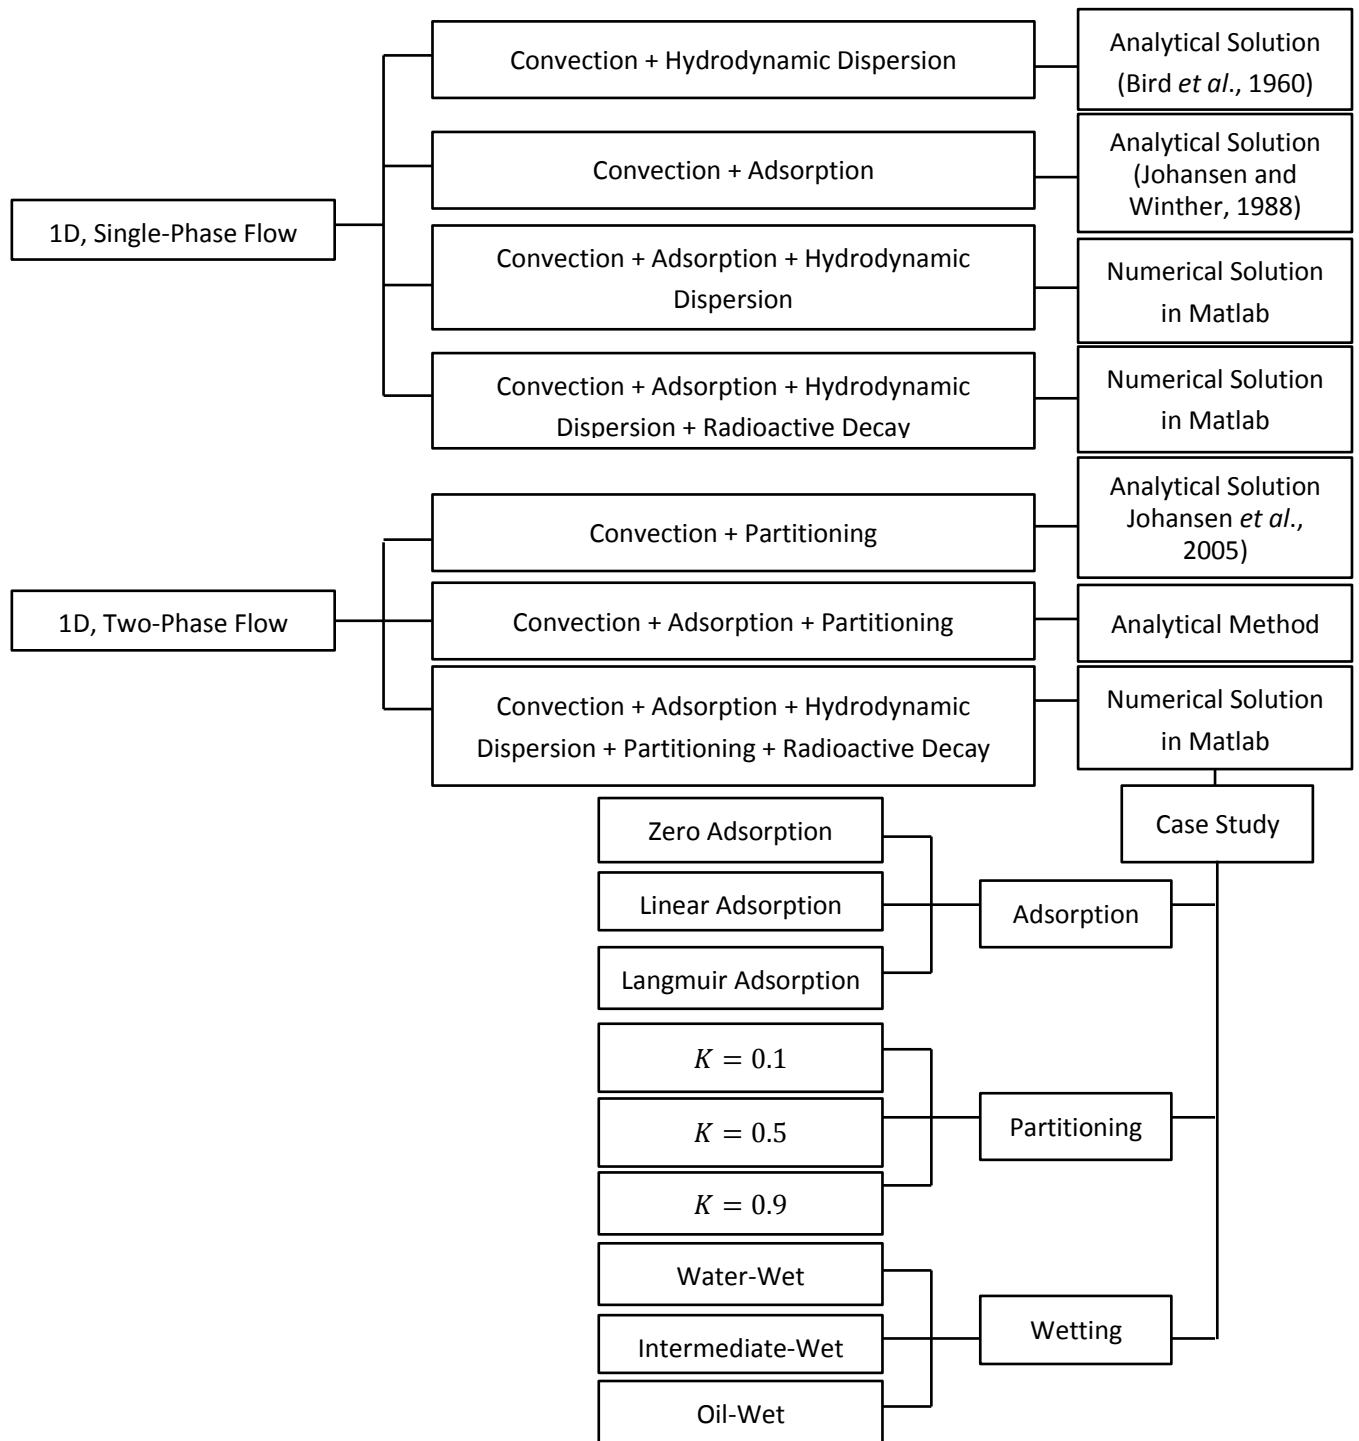 Convection + Hydrodynamic Dispersion
Analytical Solution
(Bird et al., 1960)
Convection + Adsorption
Analytical Solution
(Johansen and
Winther, 1988)
1D, Single-Phase Flow
Convection + Adsorption + Hydrodynamic
Dispersion
Numerical Solution
in Matlab
Convection + Adsorption + Hydrodynamic
Dispersion + Radioactive Decay
Numerical Solution
in Matlab
Convection + Partitioning
Analytical Solution
Johansen et al.,
2005)
1D, Two-Phase Flow
Convection + Adsorption + Partitioning
Analytical Method
Convection + Adsorption + Hydrodynamic
Dispersion + Partitioning + Radioactive Decay
Numerical Solution
in Matlab
Case Study
Zero Adsorption
Linear Adsorption
Langmuir Adsorption
Adsorption
K = 0.1
K = 0.5
K = 0.9
Partitioning
Water-Wet
Intermediate-Wet
Oil-Wet
Wetting